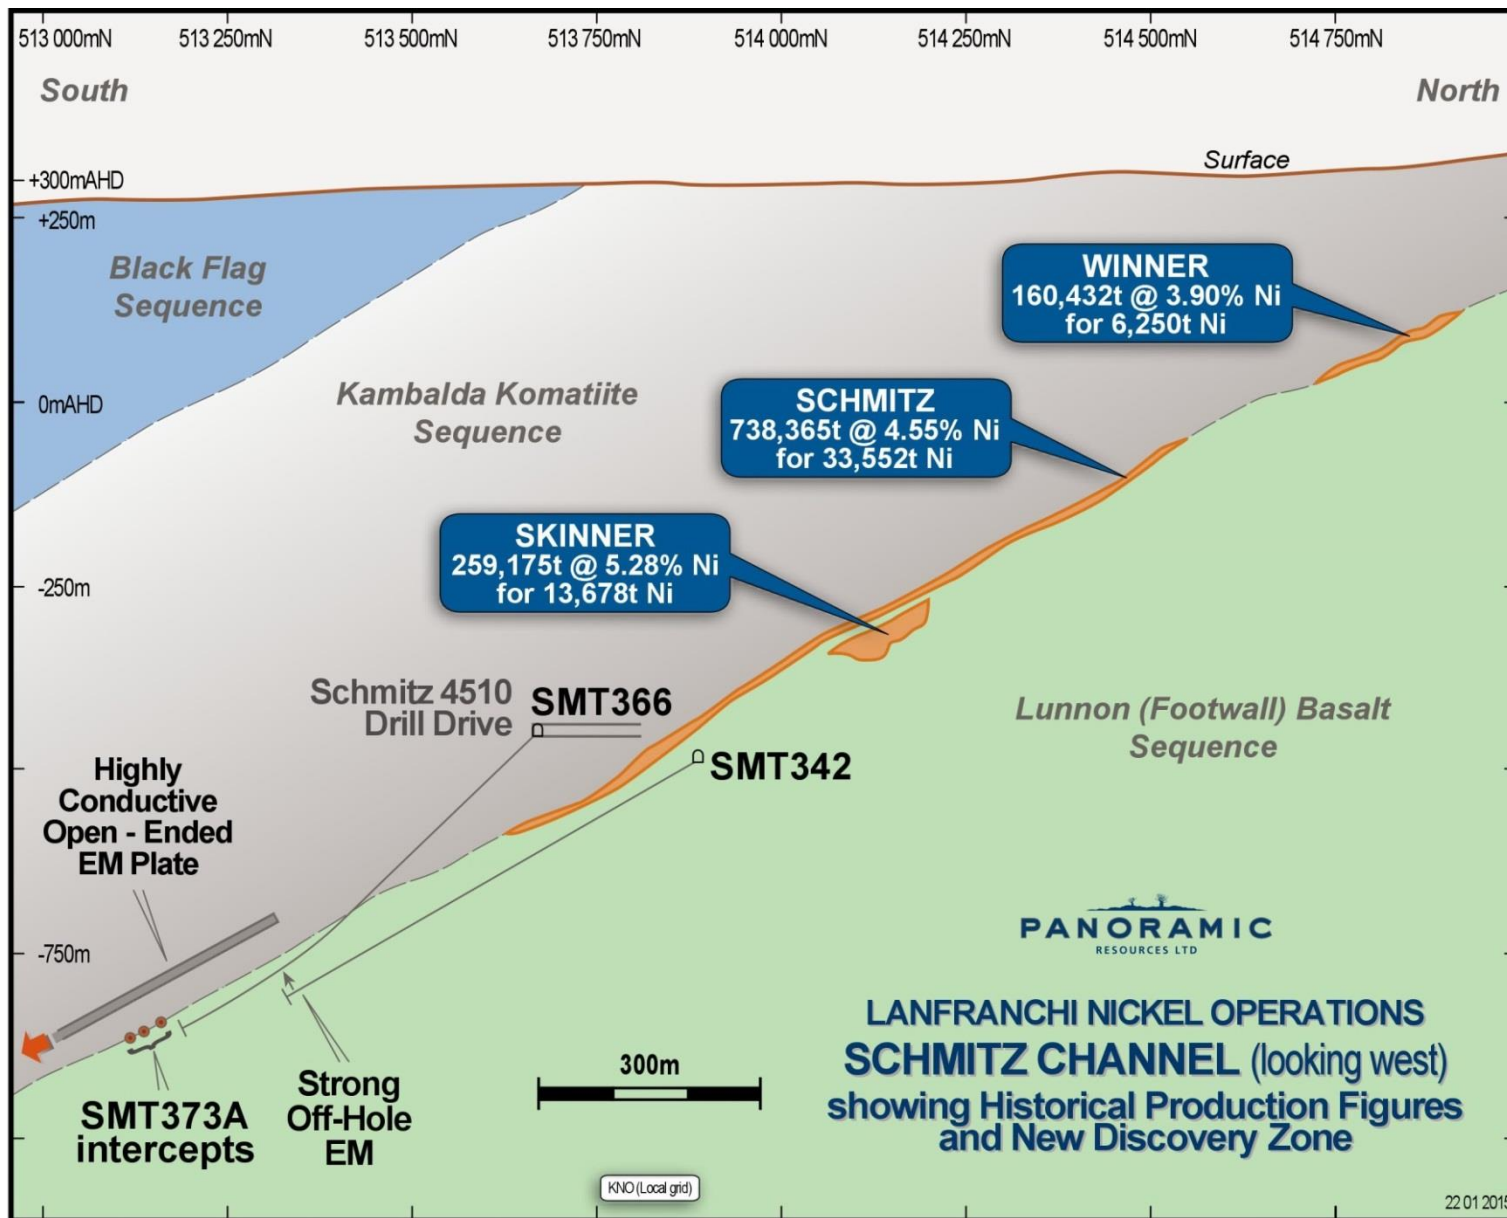 513 000mN 513 250mN 513 500mN 513 750mN 514 000mN 514 250mN 514 500mN 514 750mN
South
North
Surface
+300mAHD
+250m
Black Flag
Sequence
WINNER
160,432t @ 3.90% Ni
for 6,250t Ni
0mAHD
Kambalda Komatiite
Sequence
SCHMITZ
738,365t @ 4.55% Ni
for 33,552t Ni
SKINNER
259,175t @ 5.28% Ni
for 13,678t Ni
-250m
Schmitz 4510
Drill Drive
SMT366
SMT342
Lunnon (Footwall) Basalt
Sequence
Highly
Conductive
Open - Ended
EM Plate
-750m
PANORAMIC
RESOURCES LTD
LANFRANCHI NICKEL OPERATIONS
SCHMITZ CHANNEL (looking west)
showing Historical Production Figures
and New Discovery Zone
300m
SMT373A
intercepts
Strong
Off-Hole
EM
KNO (Local grid)
22 01 2015